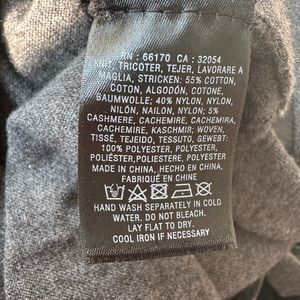 RN : 66170 CA : 32054
KNIT, TRICOTER, TEJER, LAVORARE A
MAGLIA, STRICKEN: 55% COTTON,
COTON, ALGODÓN, COTONE,
BAUMWOLLE: 40% NYLON, NYLON,
NILÓN, NAILON, NYLON, 5%
CASHMERE, CACHEMIRE, CACHEMIRA,
CACHEMIRA, KASCHMIR; WOVEN,
TISSÉ, TEJEIDO, TESSUTO, GEWEBT:
100% POLYESTER, POLYESTER,
POLIÉSTER,POLIESTERE, POLYESTER
MADE IN CHINA, HECHO EN CHINA,
FABRIQUÉ EN CHINE
HAND WASH SEPARATELY IN COLD
WATER. DO NOT BLEACH.
LAY FLAT TO DRY.
COOL IRON IF NECESSARY